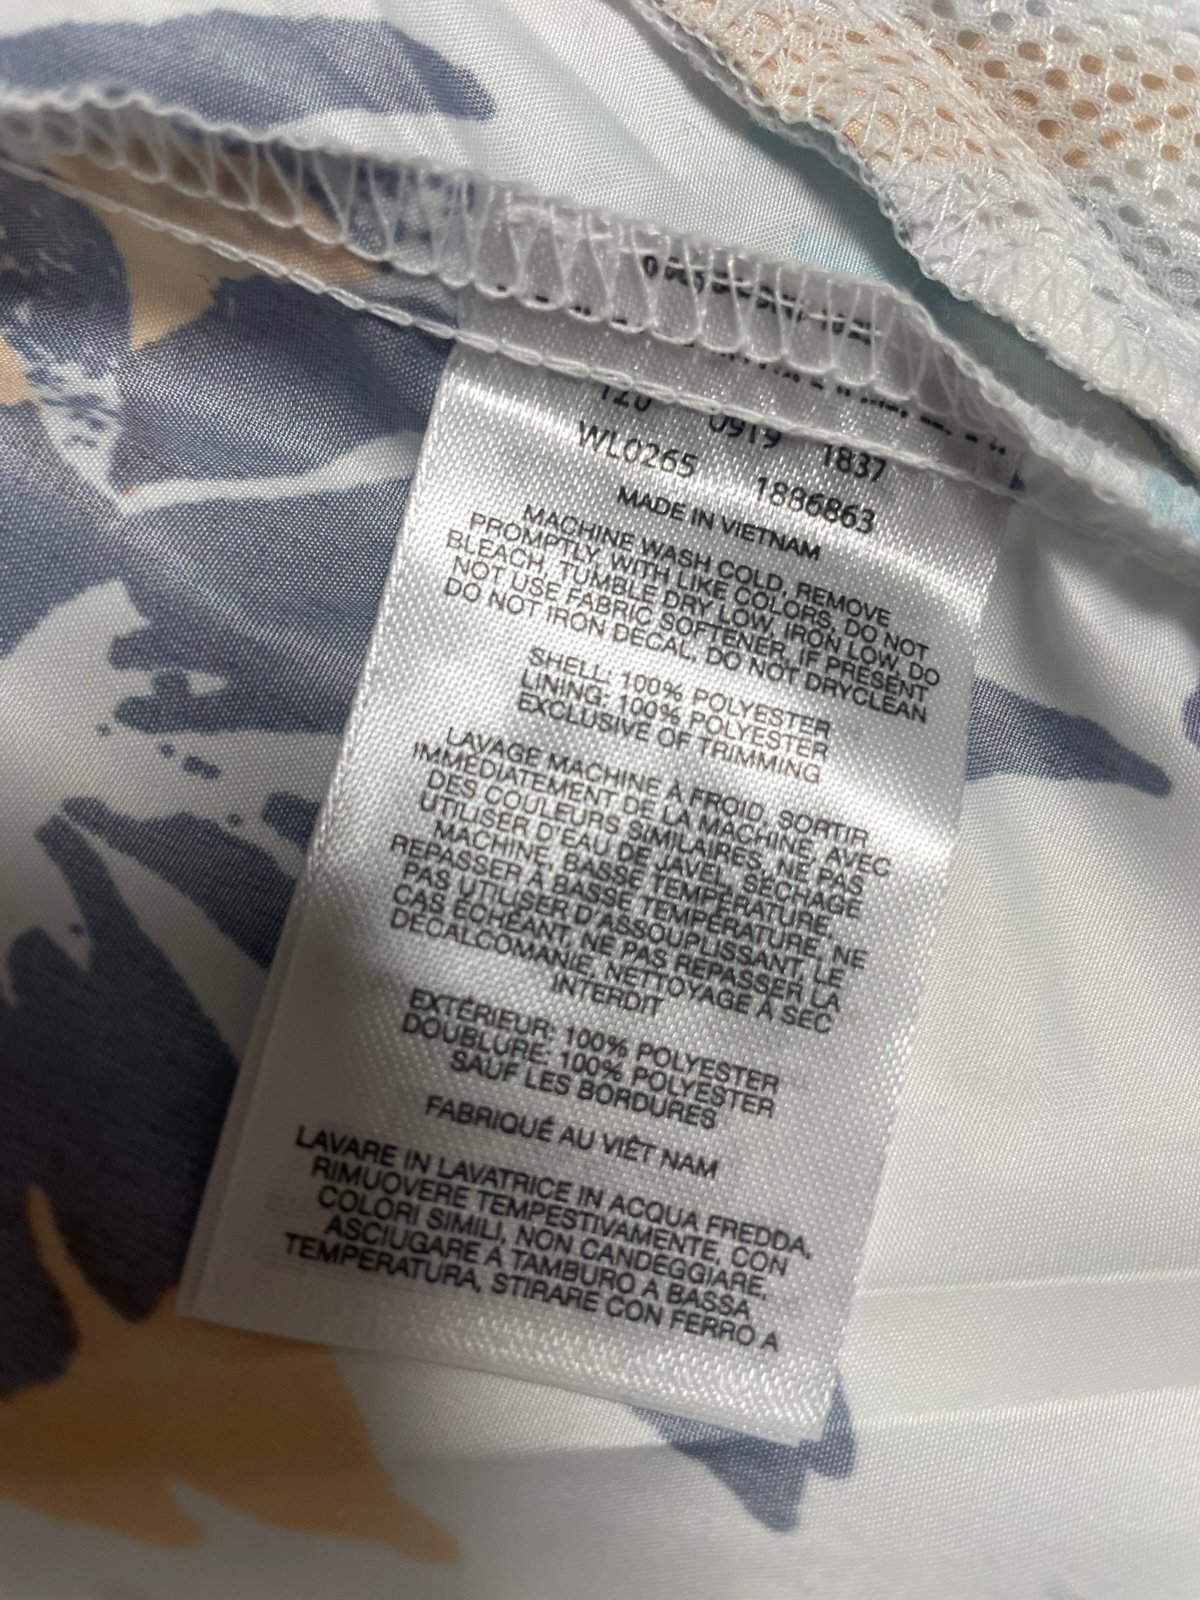 120 0919 1837
WL0265 1886863
MADE IN VIETNAM
MACHINE WASH COLD, REMOVE
PROMPTLY, WITH LIKE COLORS, DO NOT
BLEACH, TUMBLE DRY LOW, IRON LOW, DO
NOT USE FABRIC SOFTENER, IF PRESENT
DO NOT IRON DECAL, DO NOT DRYCLEAN
SHELL: 100% POLYESTER
LINING: 100% POLYESTER
EXCLUSIVE OF TRIMMING
LAVAGE MACHINE À FROID, SORTIR
IMMÉDIATEMENT DE LA MACHINE, AVEC
DES COULEURS SIMILAIRES, NE PAS
UTILISER D'EAU DE JAVEL, SÉCHAGE
MACHINE, BASSE TEMPÉRATURE,
REPASSER À BASSE TEMPÉRATURE, NE
PAS UTILISER D'ASSOUPLISSANT, LE
CAS ÉCHÉANT, NE PAS REPASSER LA
DÉCALCOMANIE, NETTOYAGE À SEC
INTERDIT
EXTÉRIEUR: 100% POLYESTER
DOUBLURE: 100% POLYESTER
SAUF LES BORDURES
FABRIQUÉ AU VIÊT NAM
LAVARE IN LAVATRICE IN ACQUA FREDDA,
RIMUOVERE TEMPESTIVAMENTE, CON
COLORI SIMILI, NON CANDEGGIARE,
ASCIUGARE A TAMBURO A BASSA
TEMPERATURA, STIRARE CON FERRO A